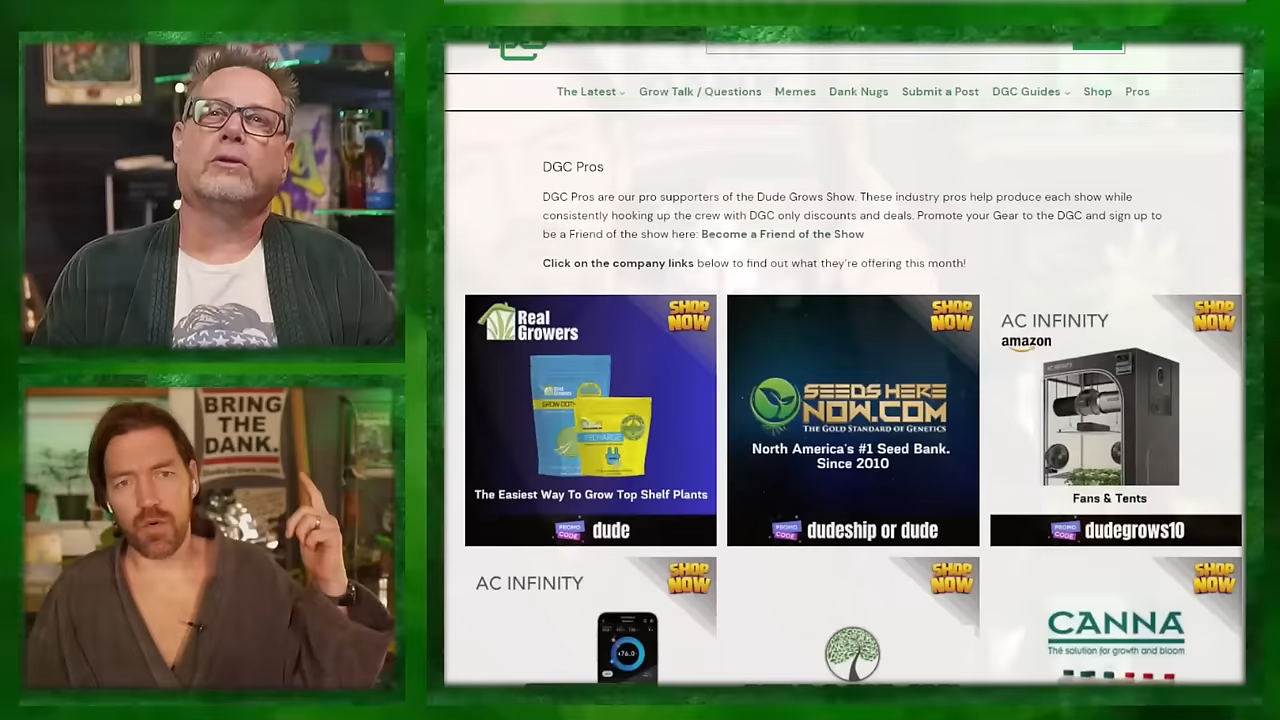 BRING
THE
DANK.
The Latest
Grow Talk / Questions
Memes
Dank Nugs
Submit a Post
DGC Guides
Shop
Pros
DGC Pros
DGC Pros are our pro supporters of the Dude Grows Show. These industry pros help produce each show while
consistently hooking up the crew with DGC only discounts and deals. Promote your Gear to the DGC and sign up to
be a Friend of the show here: Become a Friend of the Show
Click on the company links below to find out what they're offering this month!
Real
Growers
SHOP
NOW
GROW DOTS
RECHARGE
The Easiest Way To Grow Top Shelf Plants
PROMO
CODE
dude
SHOP
NOW
SEEDS HERE
NOW.COM
THE GOLD STANDARD OF GENETICS
North America's #1 Seed Bank.
Since 2010
PROMO
CODE
dudeship or dude
AC INFINITY
amazon
SHOP
NOW
AC INFINITY
Fans & Tents
PROMO
CODE
dudegrows10
AC INFINITY
SHOP
NOW
76.0
SHOP
NOW
SHOP
NOW
CANNA
The solution for growth and bloom